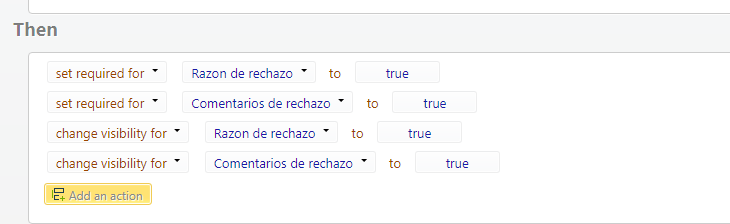 Then
set required for Razon de rechazo to true
set required for Comentarios de rechazo to true
change visibility for Razon de rechazo to true
change visibility for Comentarios de rechazo to true
Add an action